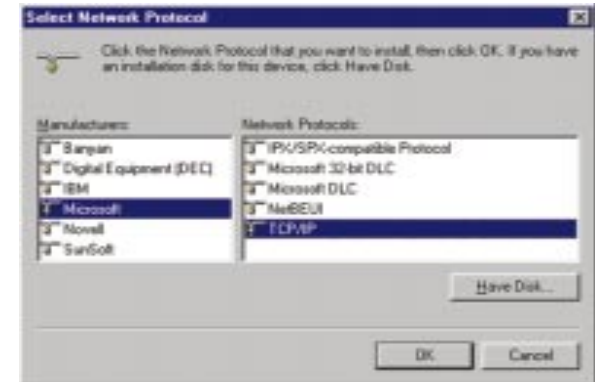 Select Network Protocol
Click the Network Protocol that you want to install, then click OK. If you have
an installation disk for this device, click Have Disk.
Manufacturers:
Network Protocols:
Banyan
Digital Equipment (DEC)
IBM
Microsoft
Novell
SunSoft
IPX/SPX-compatible Protocol
Microsoft 32-bit DLC
Microsoft DLC
NetBEUI
TCP/IP
Have Disk...
OK
Cancel